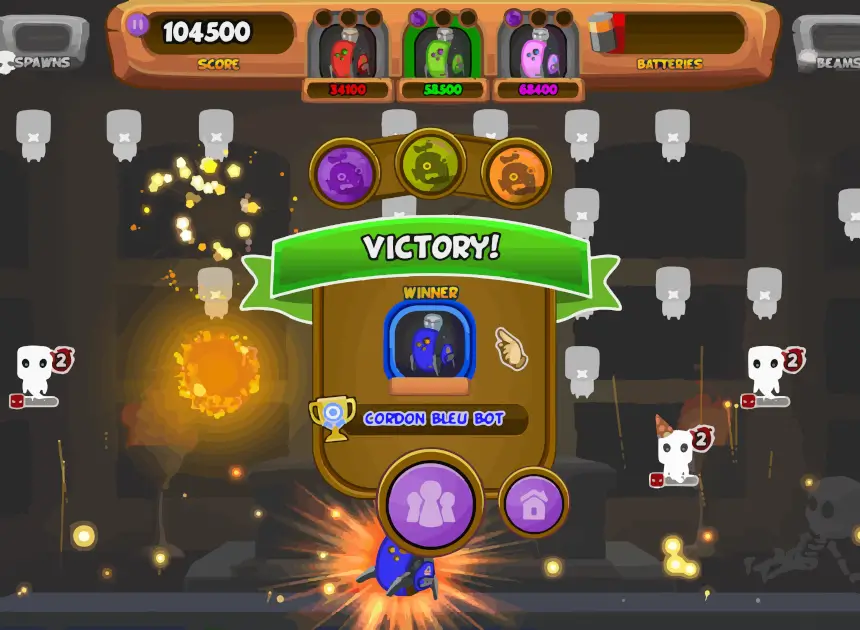 104500
SCORE
SPAWNS
34100
58500
68400
BATTERIES
BEAMS
VICTORY!
WINNER
2
2
2
CORDON BLEU BOT